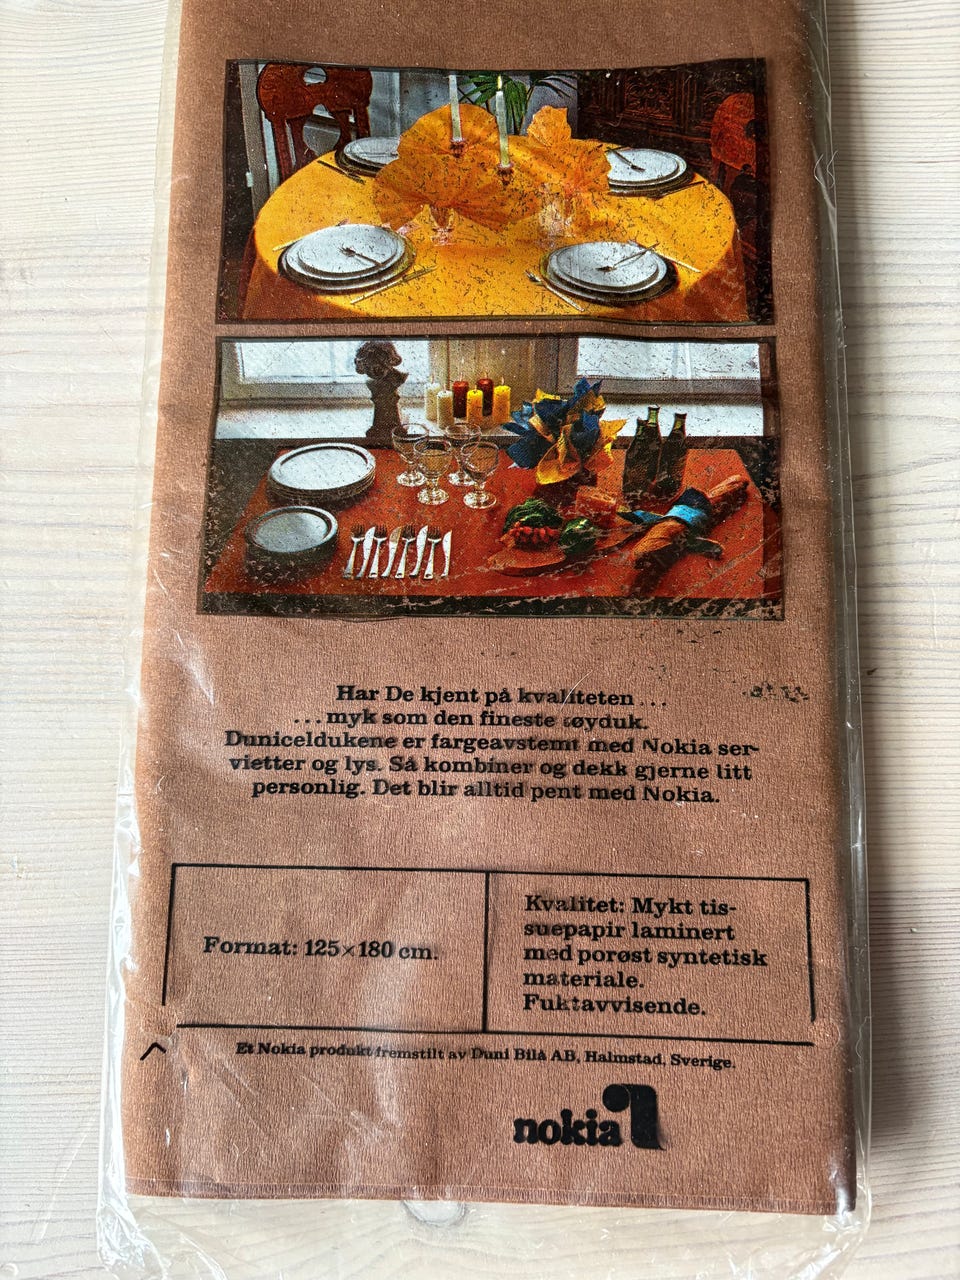 Har De kjent på kvaliteten ...
... myk som den fineste tøyduk.
Duniceldukene er fargeavstemt med Nokia ser-
vietter og lys. Så kombiner og dekk gjerne litt
personlig. Det blir alltid pent med Nokia.
Format: 125×180 cm.
Kvalitet: Mykt tis-
suepapir laminert
med porøst syntetisk
materiale.
Fuktavvisende.
Et Nokia produkt fremstilt av Duni Bilå AB, Halmstad, Sverige.
nokia